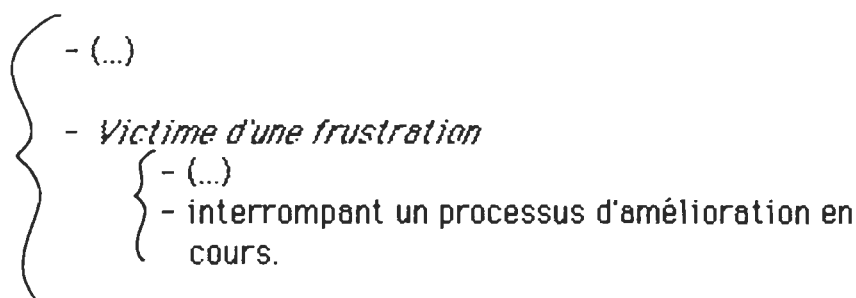 - (...)
- Victime d'une frustration
- (...)
- interrompant un processus d'amélioration en
cours.